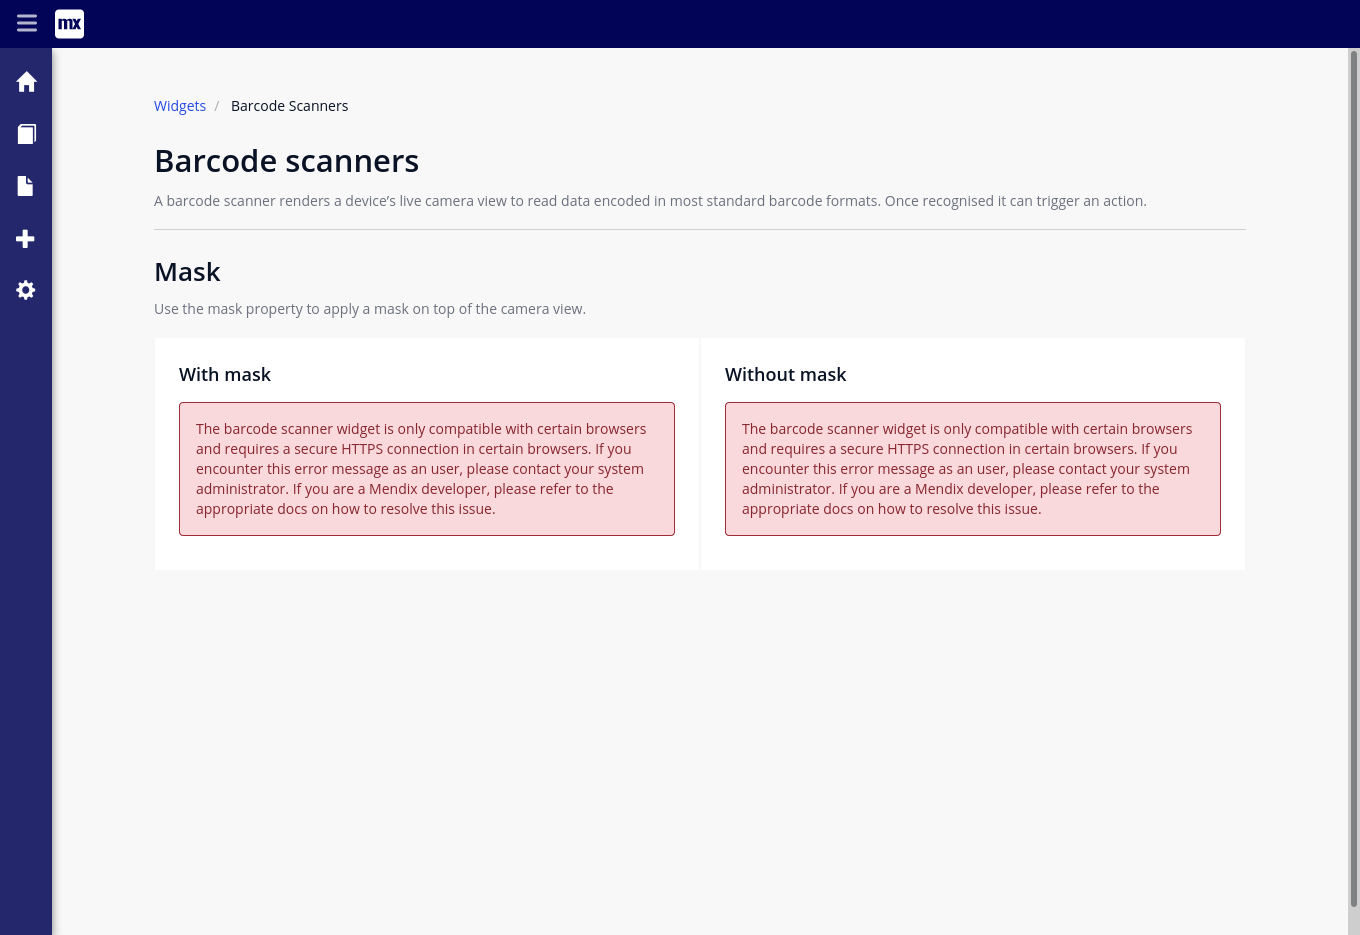 mx
Widgets / Barcode Scanners
Barcode scanners
A barcode scanner renders a device’s live camera view to read data encoded in most standard barcode formats. Once recognised it can trigger an action.
Mask
Use the mask property to apply a mask on top of the camera view.
With mask
The barcode scanner widget is only compatible with certain browsers
and requires a secure HTTPS connection in certain browsers. If you
encounter this error message as an user, please contact your system
administrator. If you are a Mendix developer, please refer to the
appropriate docs on how to resolve this issue.
Without mask
The barcode scanner widget is only compatible with certain browsers
and requires a secure HTTPS connection in certain browsers. If you
encounter this error message as an user, please contact your system
administrator. If you are a Mendix developer, please refer to the
appropriate docs on how to resolve this issue.